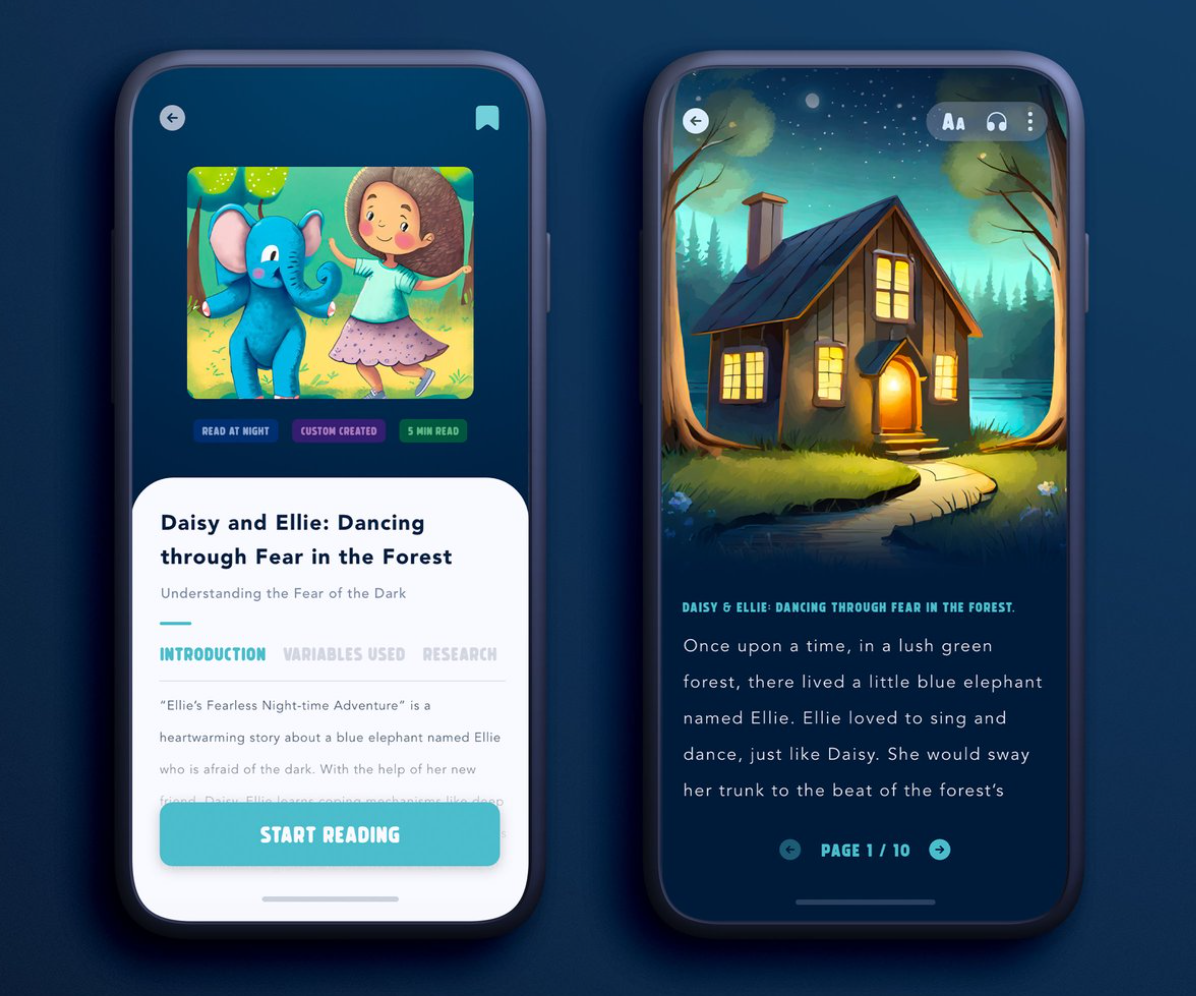 READ AT NIGHT
CUSTOM CREATED
5 MIN READ
Daisy and Ellie: Dancing
through Fear in the Forest
Understanding the Fear of the Dark
INTRODUCTION
VARIABLES USED
RESEARCH
“Ellie’s Fearless Night-time Adventure” is a
heartwarming story about a blue elephant named Ellie
who is afraid of the dark. With the help of her new
friend, Daisy, Ellie learns coping mechanisms like deep
START READING
AA
DAISY & ELLIE: DANCING THROUGH FEAR IN THE FOREST.
Once upon a time, in a lush green
forest, there lived a little blue elephant
named Ellie. Ellie loved to sing and
dance, just like Daisy. She would sway
her trunk to the beat of the forest’s
PAGE 1 / 10